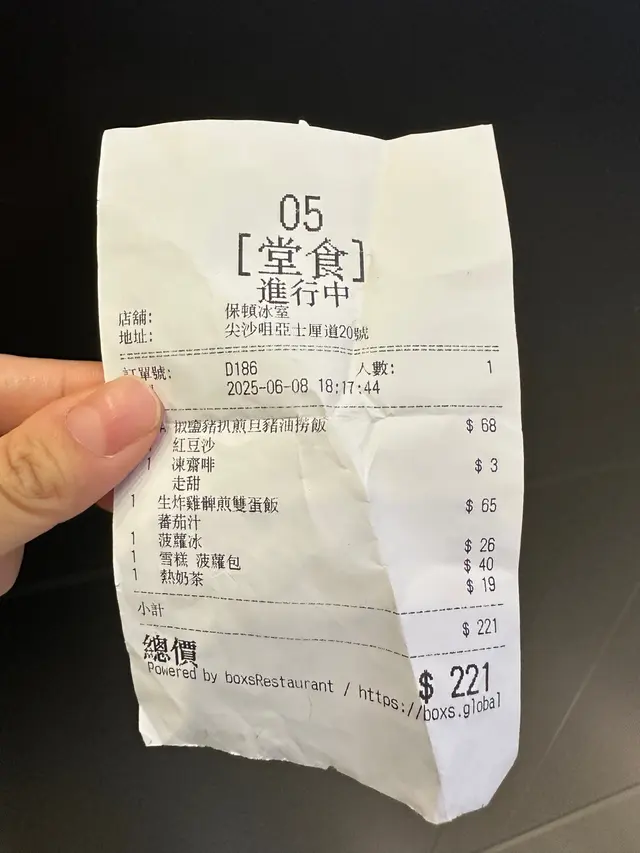 05
[堂食]
進行中
店舖: 保頓冰室
地址: 尖沙咀亞士厘道20號
訂單號: D186 人數: 1
2025-06-08 18:17:44
A 椒鹽豬扒煎旦豬油撈飯 $ 68
紅豆沙
1 凍齋啡 $ 3
走甜
1 生炸雞髀煎雙蛋飯 $ 65
蕃茄汁
1 菠蘿冰 $ 26
1 雪糕 菠蘿包 $ 40
1 熱奶茶 $ 19
小計 $ 221
總價 $ 221
Powered by boxsRestaurant / https://boxs.global